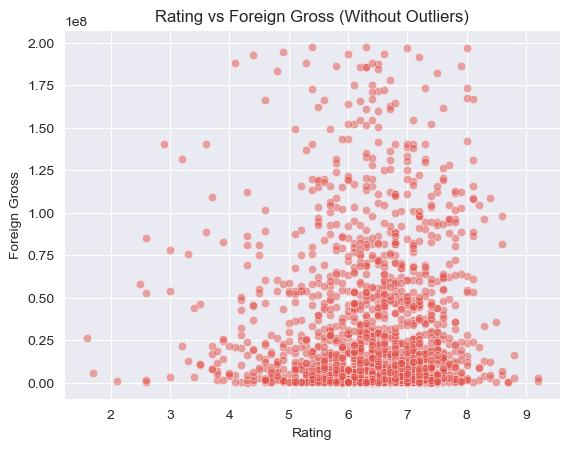 Rating vs Foreign Gross (Without Outliers)
1e8
2.00
1.75
1.50
1.25
1.00
0.75
0.50
0.25
0.00
Foreign Gross
2 3 4 5 6 7 8 9
Rating